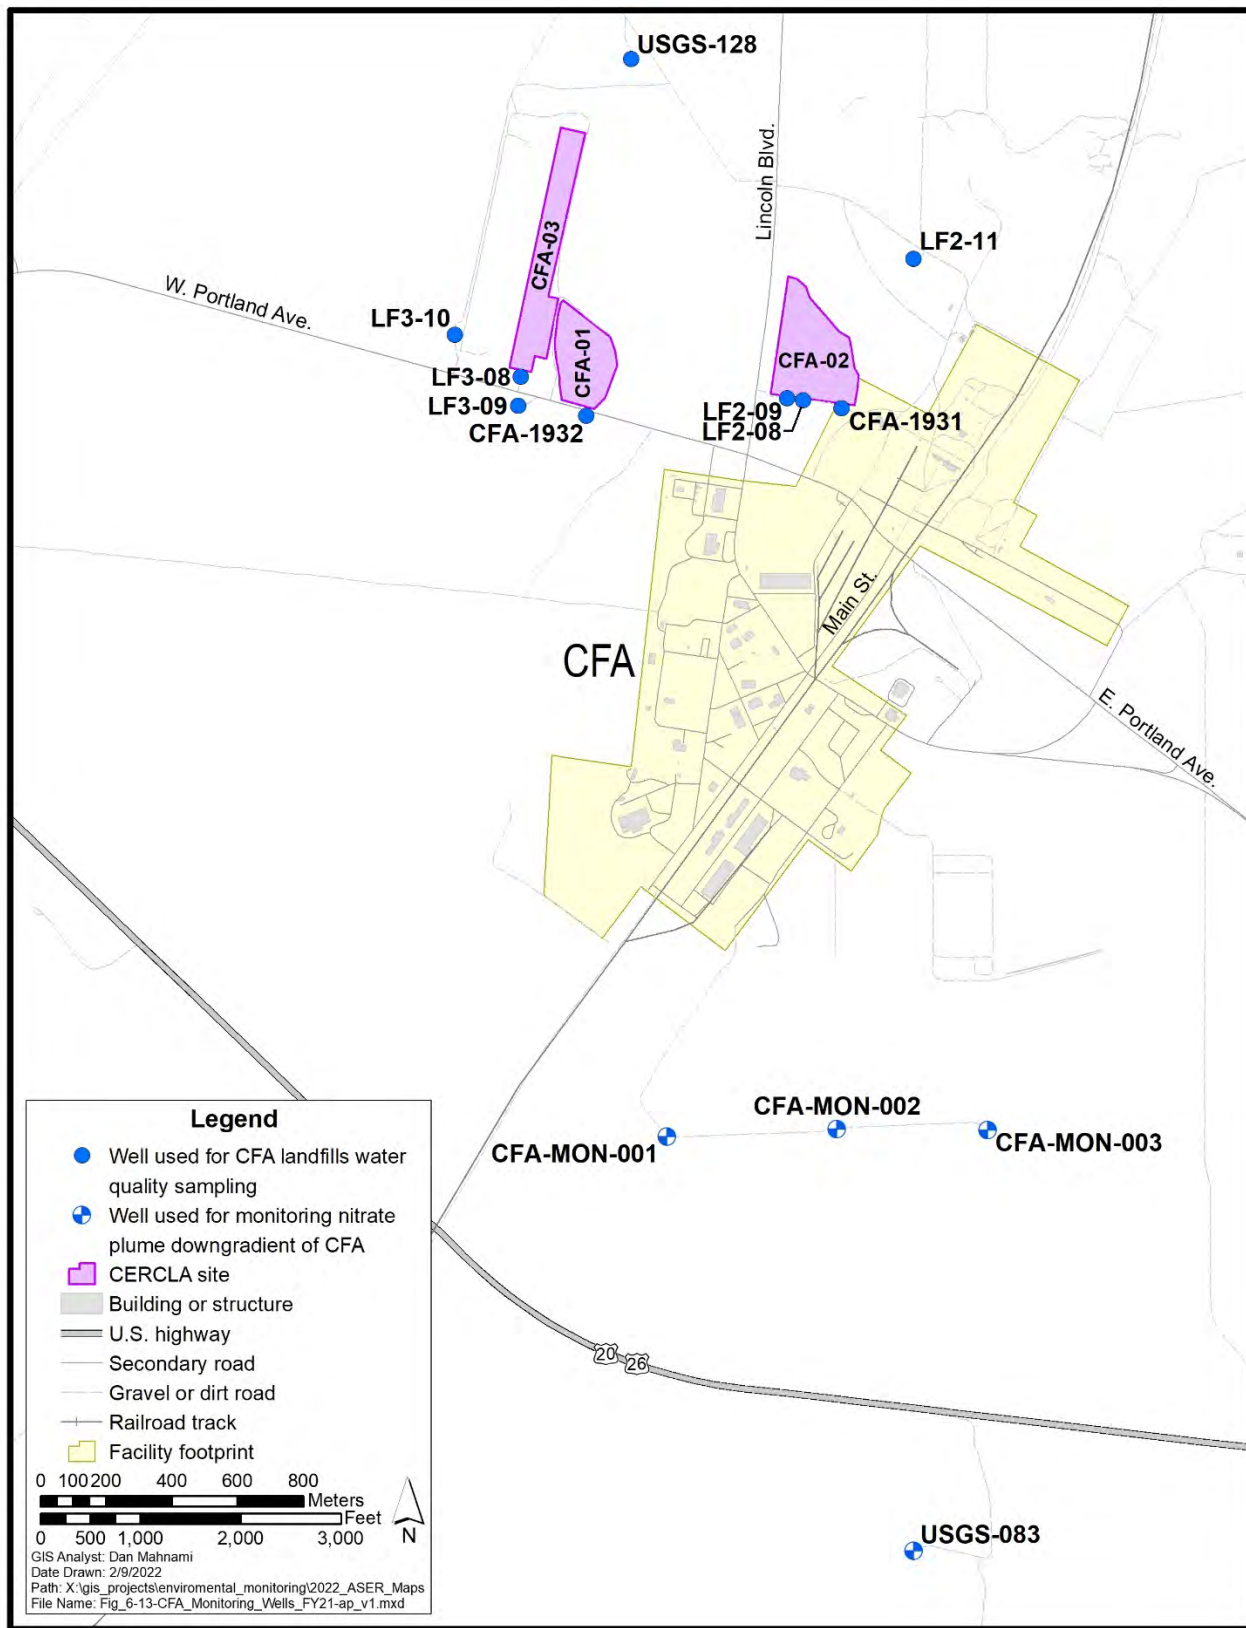 USGS-128
Lincoln Blvd.
LF2-11
CFA-03
W. Portland Ave.
LF3-10
CFA-01
CFA-02
LF3-08
LF3-09
CFA-1932
LF2-09
LF2-08
CFA-1931
Main St.
CFA
E. Portland Ave.
CFA-MON-002
CFA-MON-001
CFA-MON-003
20
26
USGS-083
Legend
Well used for CFA landfills water
quality sampling
Well used for monitoring nitrate
plume downgradient of CFA
CERCLA site
Building or structure
U.S. highway
Secondary road
Gravel or dirt road
Railroad track
Facility footprint
0 100 200 400 600 800
Meters
Feet
0 500 1,000 2,000 3,000
N
GIS Analyst: Dan Mahnami
Date Drawn: 2/9/2022
Path: X:\gis_projects\enviromental_monitoring\2022_ASER_Maps
File Name: Fig_6-13-CFA_Monitoring_Wells_FY21-ap_v1.mxd